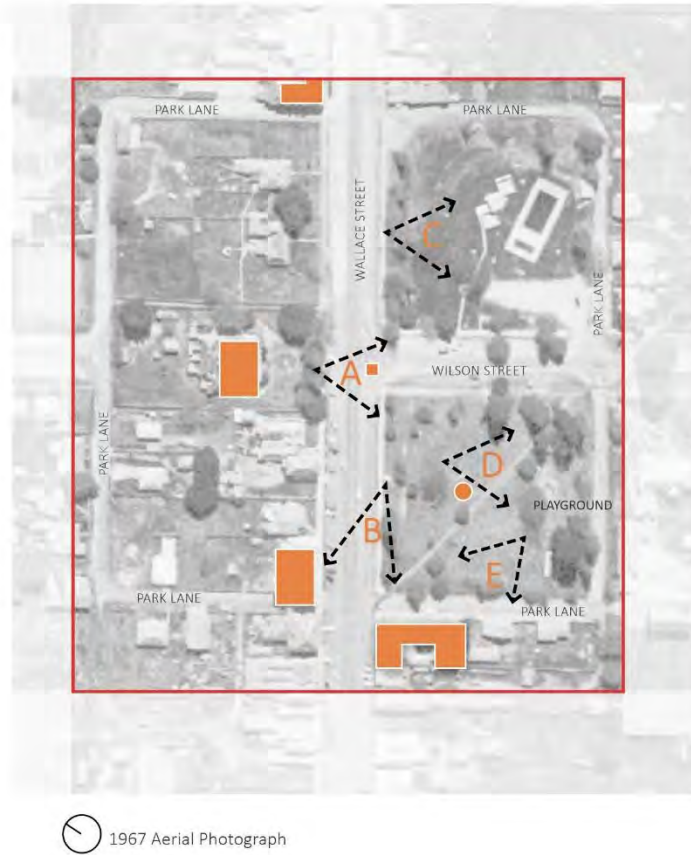 PARK LANE
PARK LANE
WALLACE STREET
C
PARK LANE
A
WILSON STREET
PARK LANE
D
PLAYGROUND
B
E
PARK LANE
PARK LANE
1967 Aerial Photograph